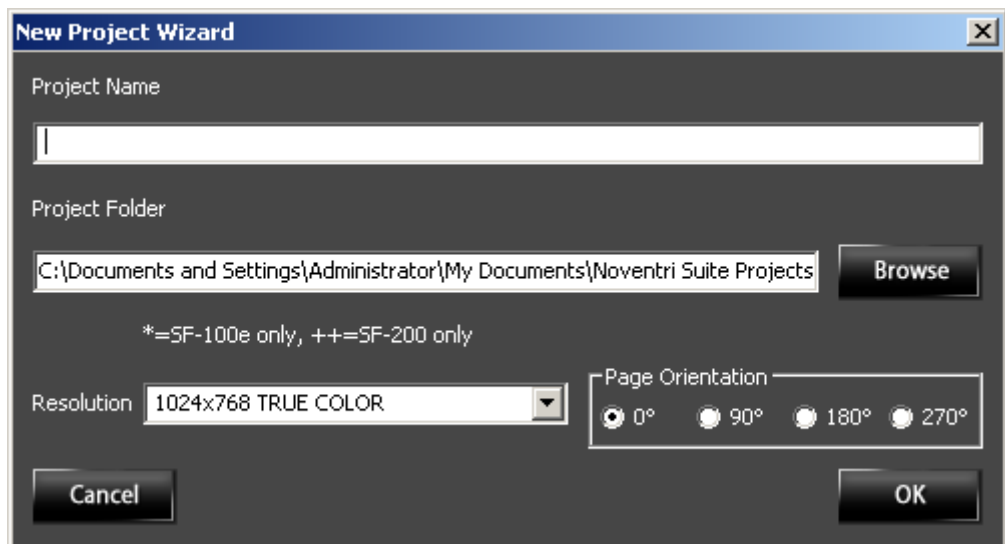 New Project Wizard
Project Name
Project Folder
C:\Documents and Settings\Administrator\My Documents\Noventri Suite Projects
Browse
*=SF-100e only, ++=SF-200 only
Page Orientation
Resolution 1024x768 TRUE COLOR 0° 90° 180° 270°
Cancel OK